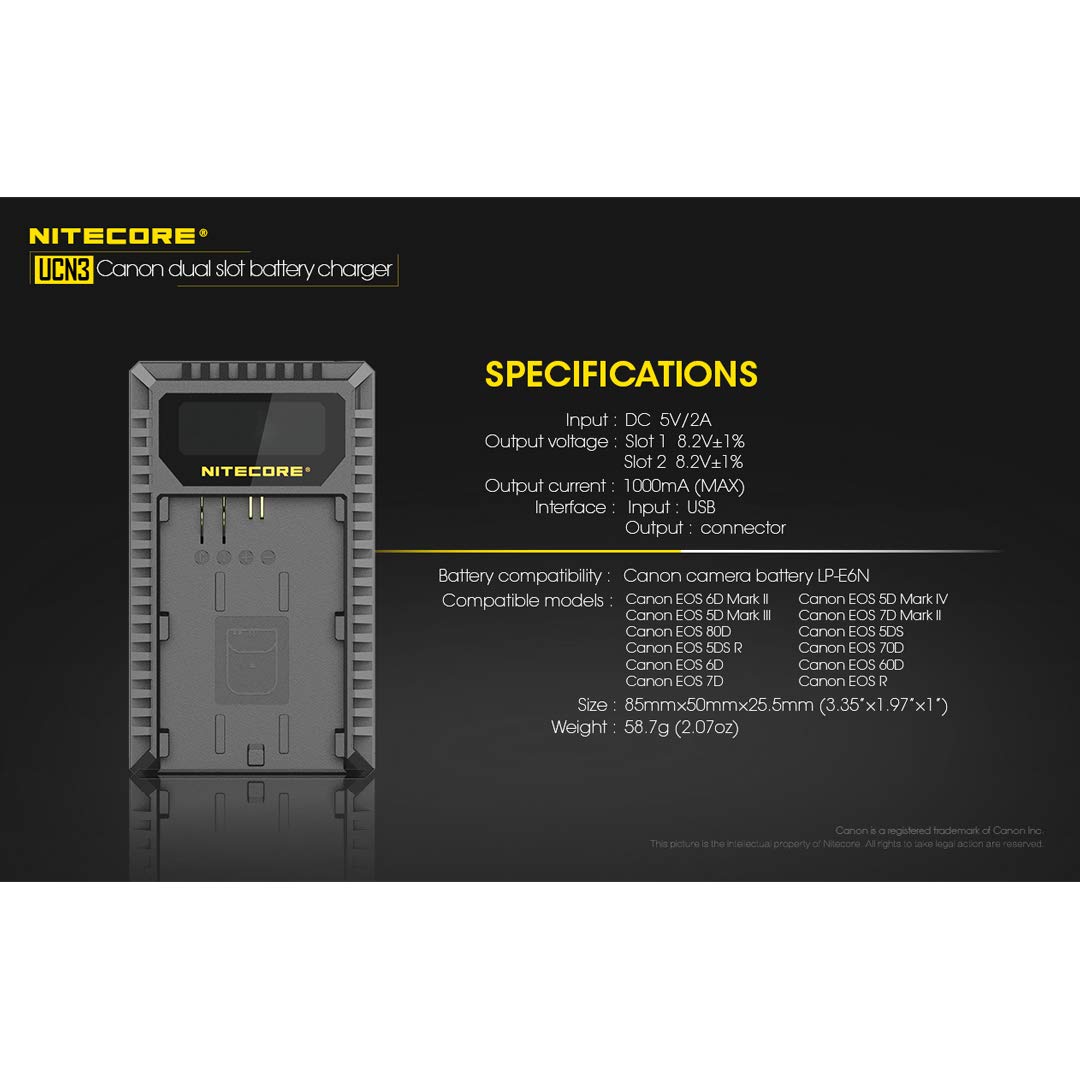 NITECORE®
UCN3 Canon dual slot battery charger
NITECORE®
SPECIFICATIONS
Input : DC 5V/2A
Output voltage : Slot 1 8.2V±1%
Slot 2 8.2V±1%
Output current : 1000mA (MAX)
Interface : Input : USB
Output : connector
Battery compatibility : Canon camera battery LP-E6N
Compatible models : Canon EOS 6D Mark II Canon EOS 5D Mark IV
Canon EOS 5D Mark III Canon EOS 7D Mark II
Canon EOS 80D Canon EOS 5DS
Canon EOS 5DS R Canon EOS 70D
Canon EOS 6D Canon EOS 60D
Canon EOS 7D Canon EOS R
Size : 85mm×50mm×25.5mm (3.35”×1.97”×1”)
Weight : 58.7g (2.07oz)
Canon is a registered trademark of Canon Inc.
This picture is the intellectual property of Nitecore. All rights to take legal action are reserved.